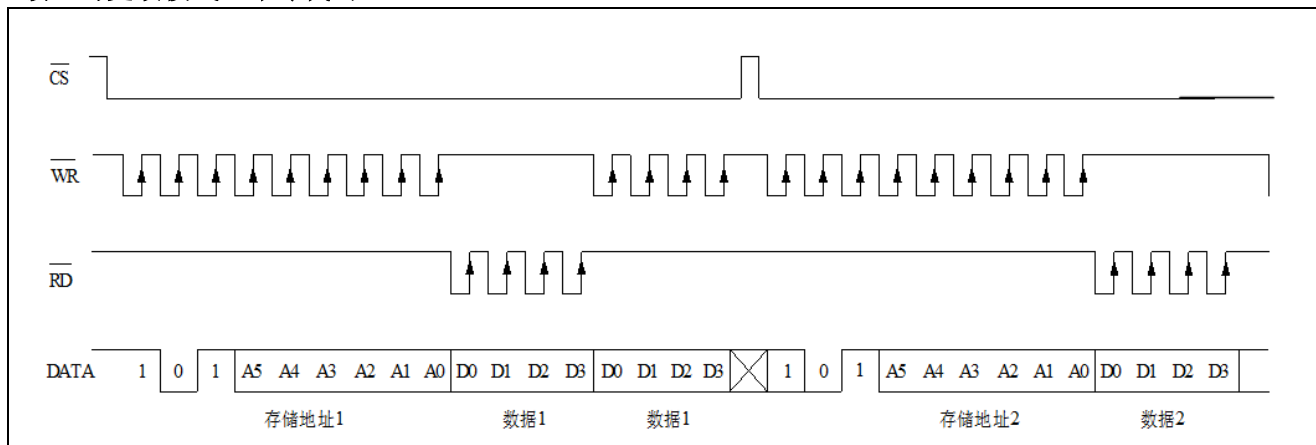 CS
WR
RD
DATA 1 0 1 A5 A4 A3 A2 A1 A0 D0 D1 D2 D3 D0 D1 D2 D3 1 0 1 A5 A4 A3 A2 A1 A0 D0 D1 D2 D3
存储地址1 数据1 数据1 存储地址2 数据2